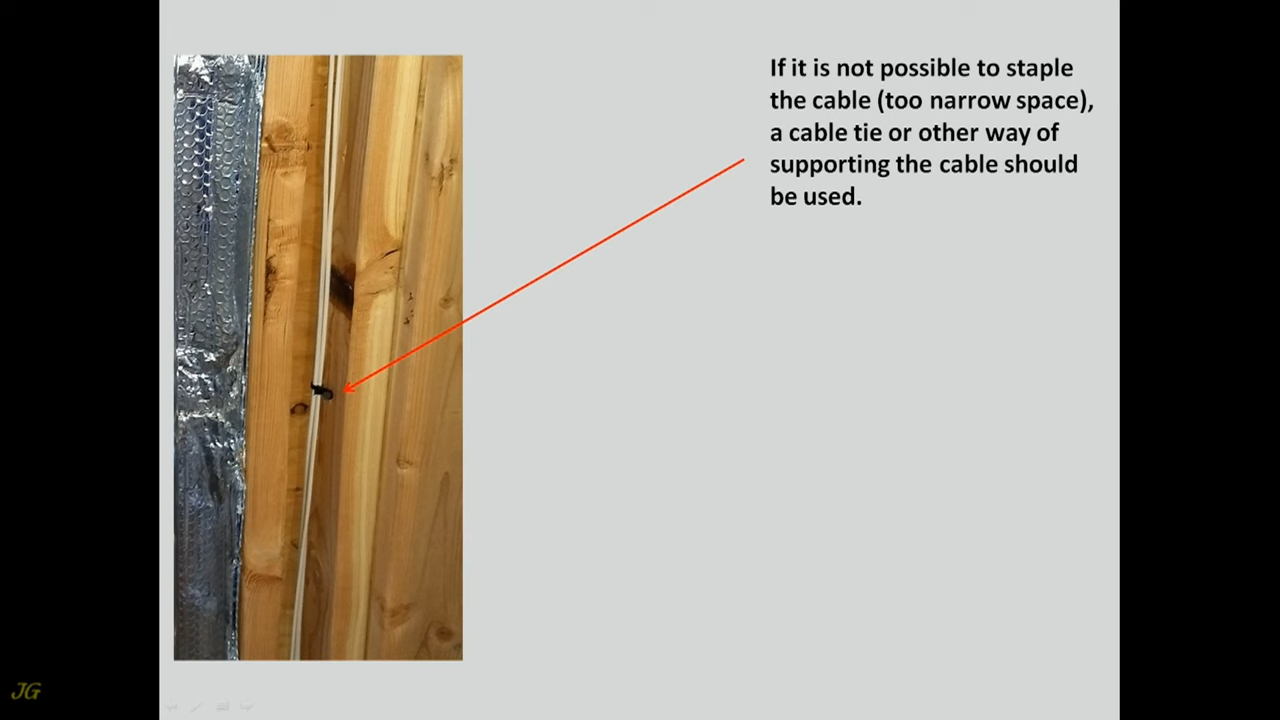 If it is not possible to staple
the cable (too narrow space),
a cable tie or other way of
supporting the cable should
be used.
JG